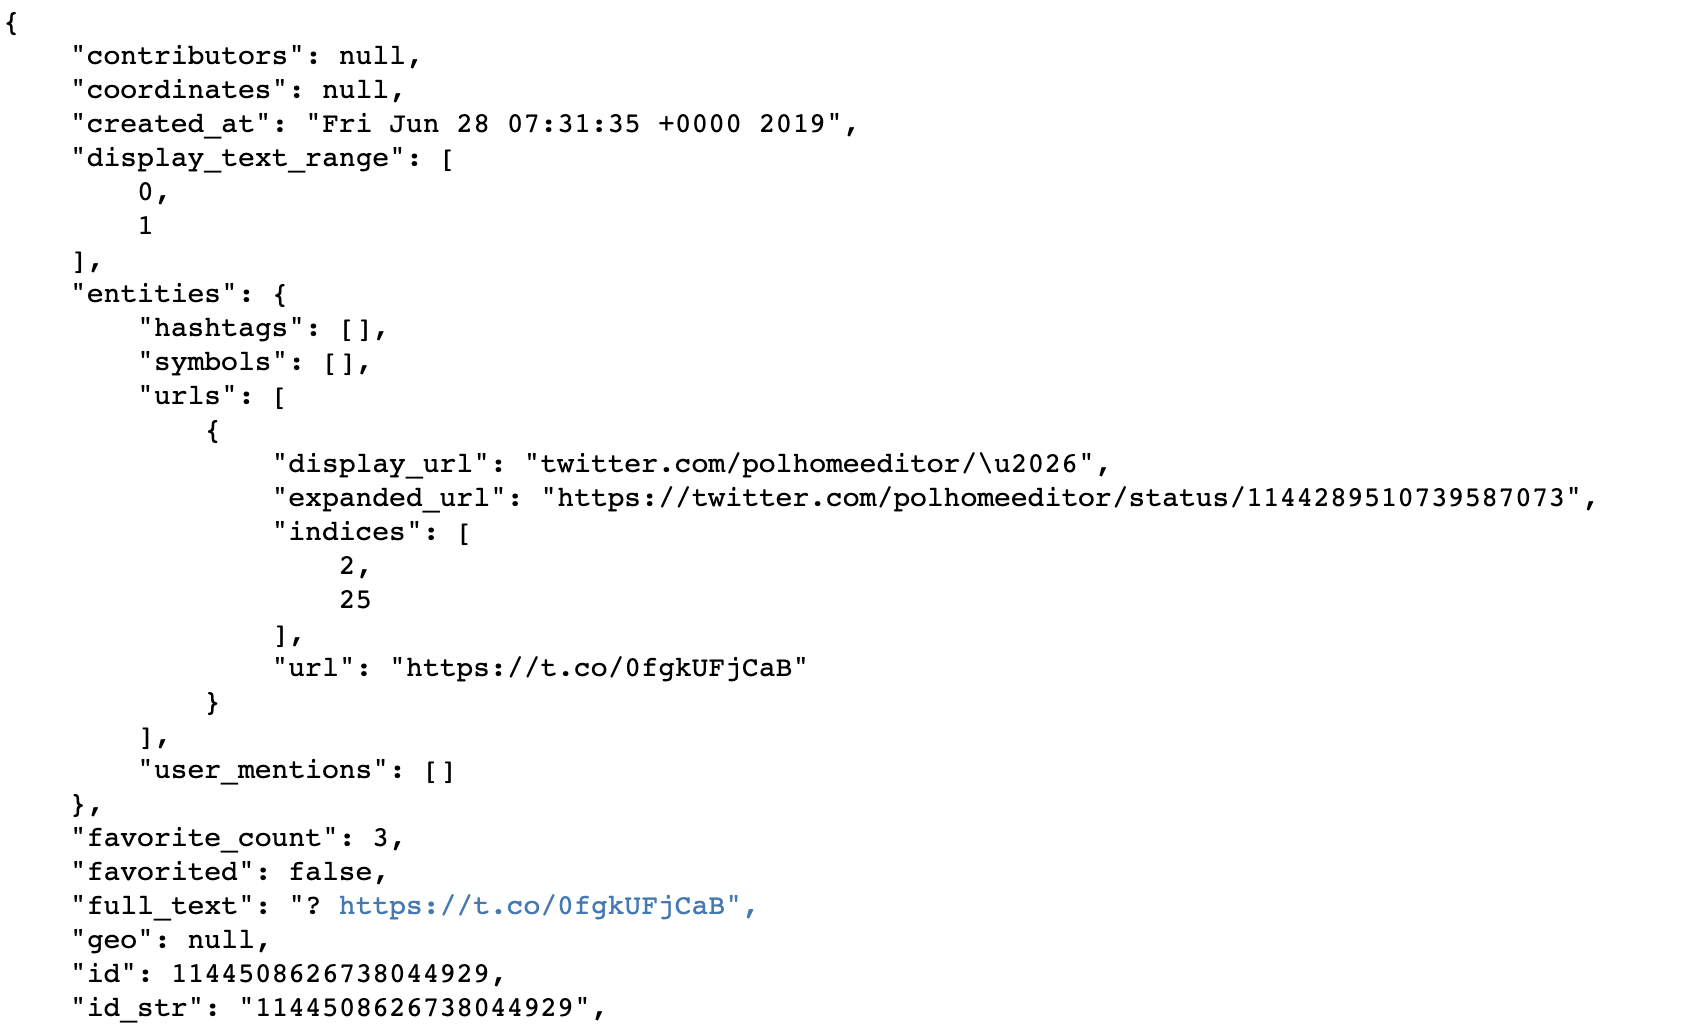 {
    "contributors": null,
    "coordinates": null,
    "created_at": "Fri Jun 28 07:31:35 +0000 2019",
    "display_text_range": [
        0,
        1
    ],
    "entities": {
        "hashtags": [],
        "symbols": [],
        "urls": [
            {
                "display_url": "twitter.com/polhomeeditor/\u2026",
                "expanded_url": "https://twitter.com/polhomeeditor/status/1144289510739587073",
                "indices": [
                    2,
                    25
                ],
                "url": "https://t.co/0fgkUFjCaB"
            }
        ],
        "user_mentions": []
    },
    "favorite_count": 3,
    "favorited": false,
    "full_text": "? https://t.co/0fgkUFjCaB",
    "geo": null,
    "id": 1144508626738044929,
    "id_str": "1144508626738044929",